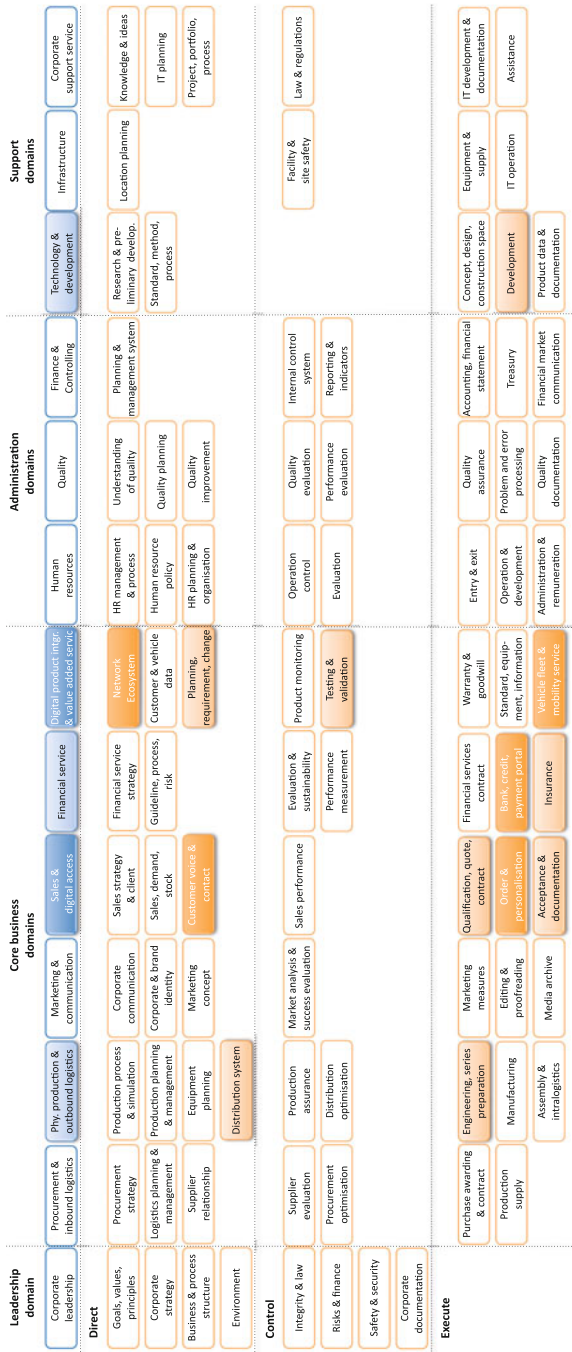 Leadership
domain
Core business
domains
Administration
domains
Support
domains
Corporate
leadership
Procurement &
inbound logistics
Phy. production &
outbound logistics
Marketing &
communication
Sales &
digital access
Financial service
Digital product intgr.
& value added servic
Human
resources
Quality
Finance &
Controlling
Technology &
development
Infrastructure
Corporate
support service
Direct
Goals, values,
principles
Procurement
strategy
Production process
& simulation
Corporate
communication
Sales strategy
& client
Financial service
strategy
Network
Ecosystem
HR management
& process
Understanding
of quality
Planning &
management system
Research & pre-
liminary develop.
Location planning
Knowledge & ideas
Corporate
strategy
Logistics planning &
management
Production planning
& management
Corporate & brand
identity
Sales, demand,
stock
Guideline, process,
risk
Customer & vehicle
data
Human resource
policy
Quality planning
Standard, method,
process
IT planning
Business & process
structure
Supplier
relationship
Equipment
planning
Marketing
concept
Customer voice &
contact
Planning,
requirement, change
HR planning &
organisation
Quality
improvement
Project, portfolio,
process
Environment
Distribution system
Control
Integrity & law
Supplier
evaluation
Production
assurance
Market analysis &
success evaluation
Sales performance
Evaluation &
sustainability
Product monitoring
Operation
control
Quality
evaluation
Internal control
system
Facility &
site safety
Law & regulations
Risks & finance
Procurement
optimisation
Distribution
optimisation
Performance
measurement
Testing &
validation
Evaluation
Performance
evaluation
Reporting &
indicators
Safety & security
Corporate
documentation
Execute
Purchase awarding
& contract
Engineering, series
preparation
Marketing
measures
Qualification, quote,
contract
Financial services
contract
Warranty &
goodwill
Entry & exit
Quality
assurance
Accounting, financial
statement
Concept, design,
construction space
Equipment &
supply
IT development &
documentation
Production
supply
Manufacturing
Editing &
proofreading
Order &
personalisation
Bank, credit,
payment portal
Standard, equip-
ment, information
Operation &
development
Problem and error
processing
Treasury
Development
IT operation
Assistance
Assembly &
intralogistics
Media archive
Acceptance &
documentation
Insurance
Vehicle fleet &
mobility service
Administration &
remuneration
Quality
documentation
Financial market
communication
Product data &
documentation